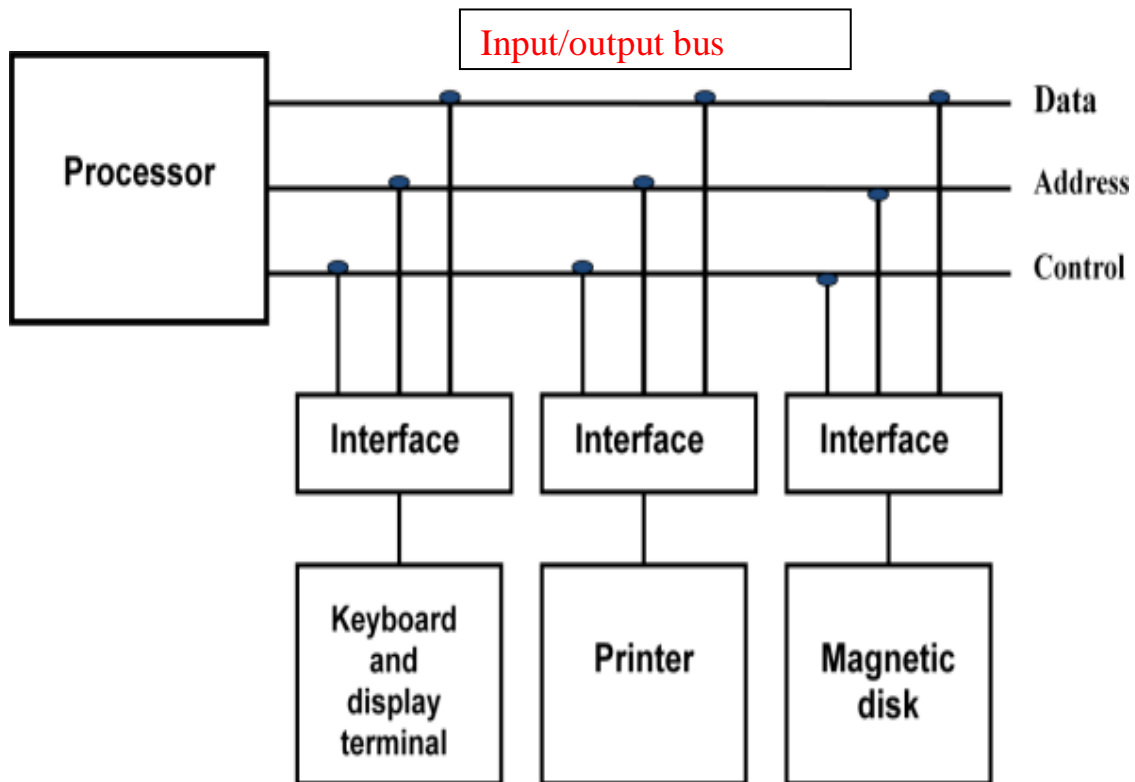 Input/output bus
Data
Processor
Address
Control
Interface
Interface
Interface
Keyboard
and
display
terminal
Printer
Magnetic
disk